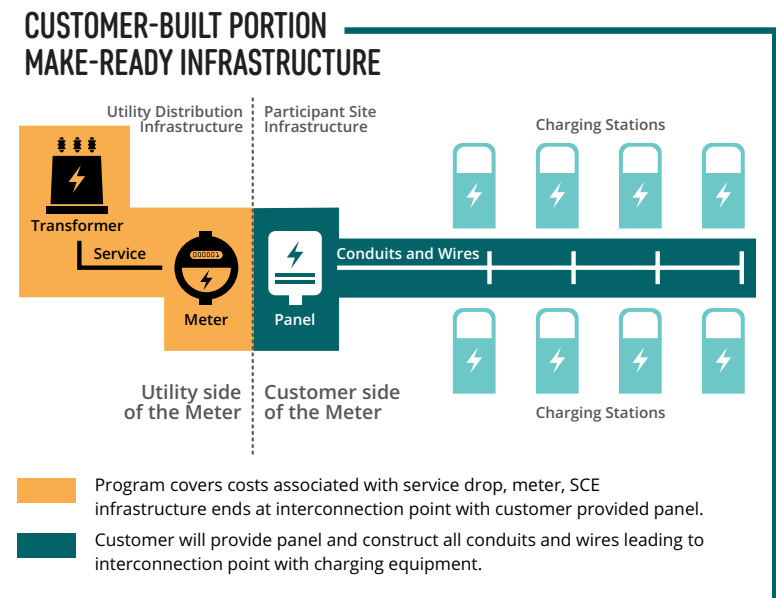 CUSTOMER-BUILT PORTION
MAKE-READY INFRASTRUCTURE
Utility Distribution
Infrastructure
Participant Site
Infrastructure
Charging Stations
Transformer
Service
000001
Meter
Panel
Conduits and Wires
Utility side
of the Meter
Customer side
of the Meter
Charging Stations
Program covers costs associated with service drop, meter, SCE
infrastructure ends at interconnection point with customer provided panel.
Customer will provide panel and construct all conduits and wires leading to
interconnection point with charging equipment.